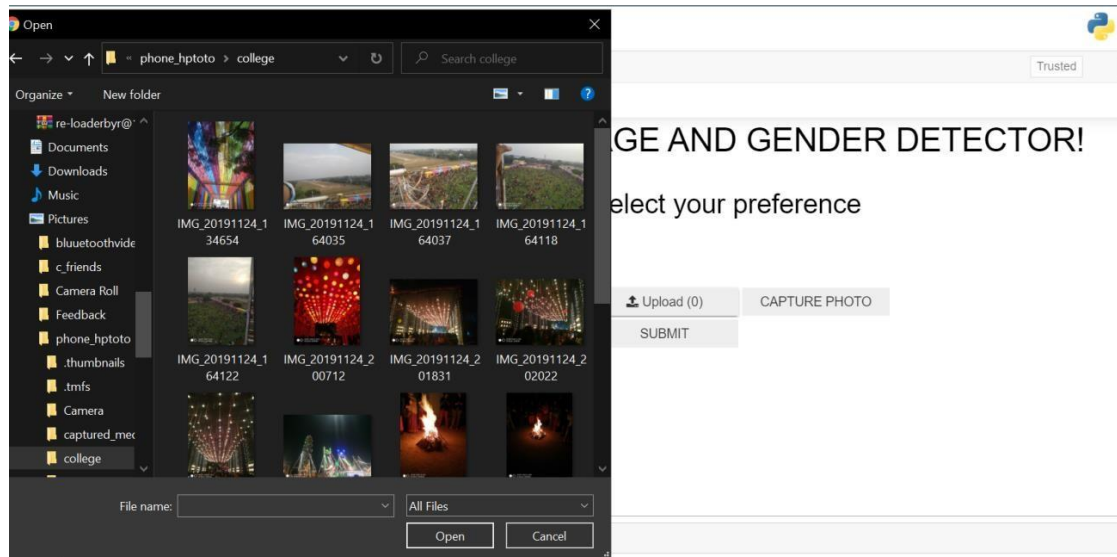 Open
phone_hptoto
college
Search college
Organize
New folder
re-loaderbyr@
Documents
Downloads
Music
Pictures
bluuetoothvide
c_friends
Camera Roll
Feedback
phone_hptoto
.thumbnails
.tmfs
Camera
captured_med
college
IMG_20191124_1
34654
IMG_20191124_1
64035
IMG_20191124_1
64037
IMG_20191124_1
64118
IMG_20191124_1
64122
IMG_20191124_2
00712
IMG_20191124_2
01831
IMG_20191124_2
02022
File name:
All Files
Open
Cancel
Trusted
GE AND GENDER DETECTOR!
elect your preference
Upload (0)
CAPTURE PHOTO
SUBMIT